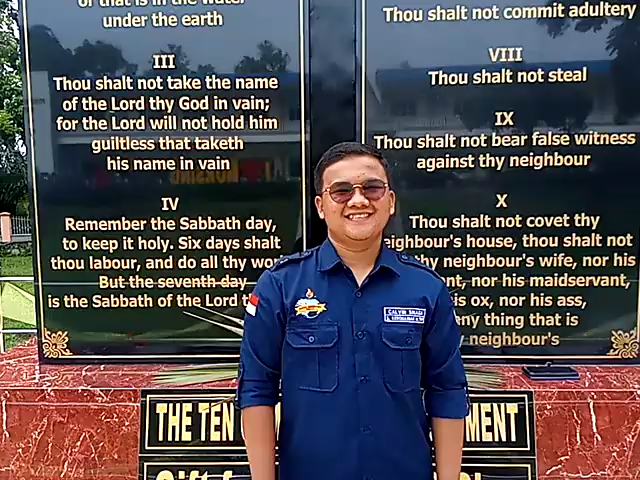 of that is in the water
under the earth
III
Thou shalt not take the name
of the Lord thy God in vain;
for the Lord will not hold him
guiltless that taketh
his name in vain
IV
Remember the Sabbath day,
to keep it holy. Six days shalt
thou labour, and do all thy wor
But the seventh day
is the Sabbath of the Lord t
Thou shalt not commit adultery
VIII
Thou shalt not steal
IX
Thou shalt not bear false witness
against thy neighbour
X
Thou shalt not covet thy
eighbour's house, thou shalt not
thy neighbour's wife, nor his
nt, nor his maidservant,
is ox, nor his ass,
ny thing that is
neighbour's
CALVIN
THE TEN MENT